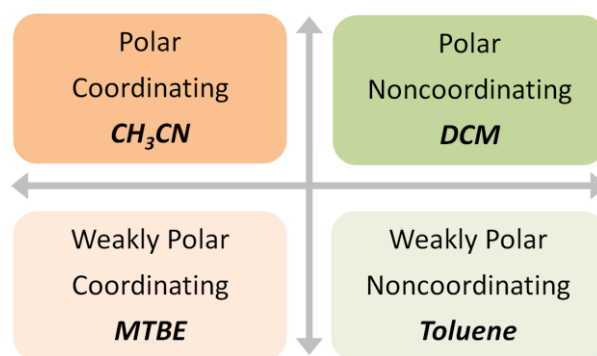 Polar
Coordinating
CH₃CN
Polar
Noncoordinating
DCM
Weakly Polar
Coordinating
MTBE
Weakly Polar
Noncoordinating
Toluene